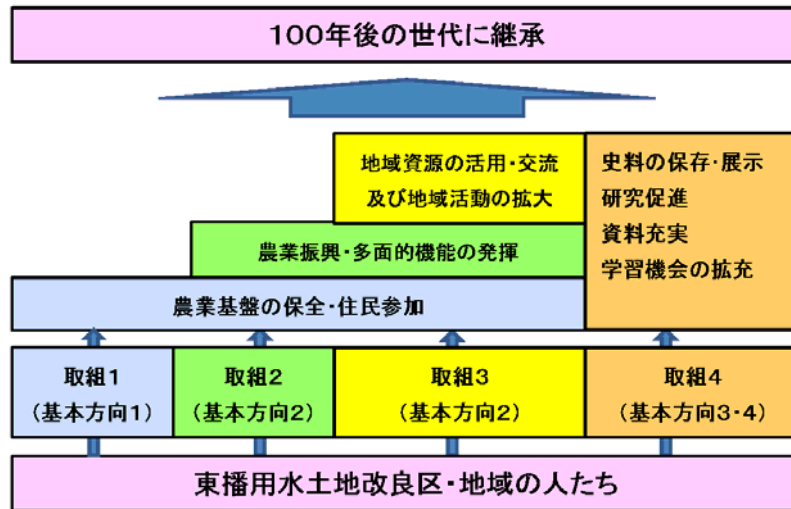 100年後の世代に継承
地域資源の活用・交流
及び地域活動の拡大
史料の保存・展示
研究促進
資料充実
学習機会の拡充
農業振興・多面的機能の発揮
農業基盤の保全・住民参加
取組1
(基本方向1)
取組2
(基本方向2)
取組3
(基本方向2)
取組4
(基本方向3・4)
東播用水土地改良区・地域の人たち